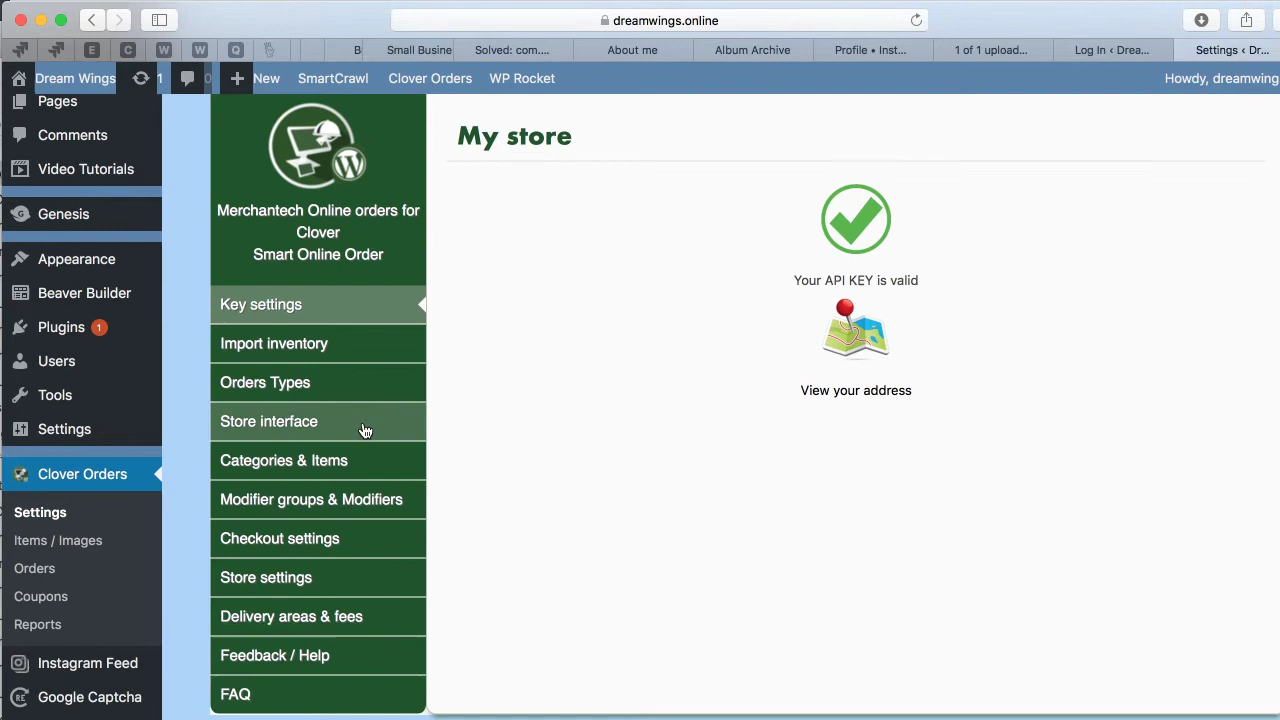 dreamwings.online
E C W W Q B Small Busine Solved: com.... About me Album Archive Profile • Inst... 1 of 1 upload... Log In ‹ Drea... Settings ‹ Dr...
Dream Wings 1 0 New SmartCrawl Clover Orders WP Rocket Howdy, dreamwing
Pages
Comments
Video Tutorials
Genesis
Appearance
Beaver Builder
Plugins 1
Users
Tools
Settings
Clover Orders
Settings
Items / Images
Orders
Coupons
Reports
Instagram Feed
Google Captcha
Merchantech Online orders for
Clover
Smart Online Order
Key settings
Import inventory
Orders Types
Store interface
Categories & Items
Modifier groups & Modifiers
Checkout settings
Store settings
Delivery areas & fees
Feedback / Help
FAQ
My store
Your API KEY is valid
View your address